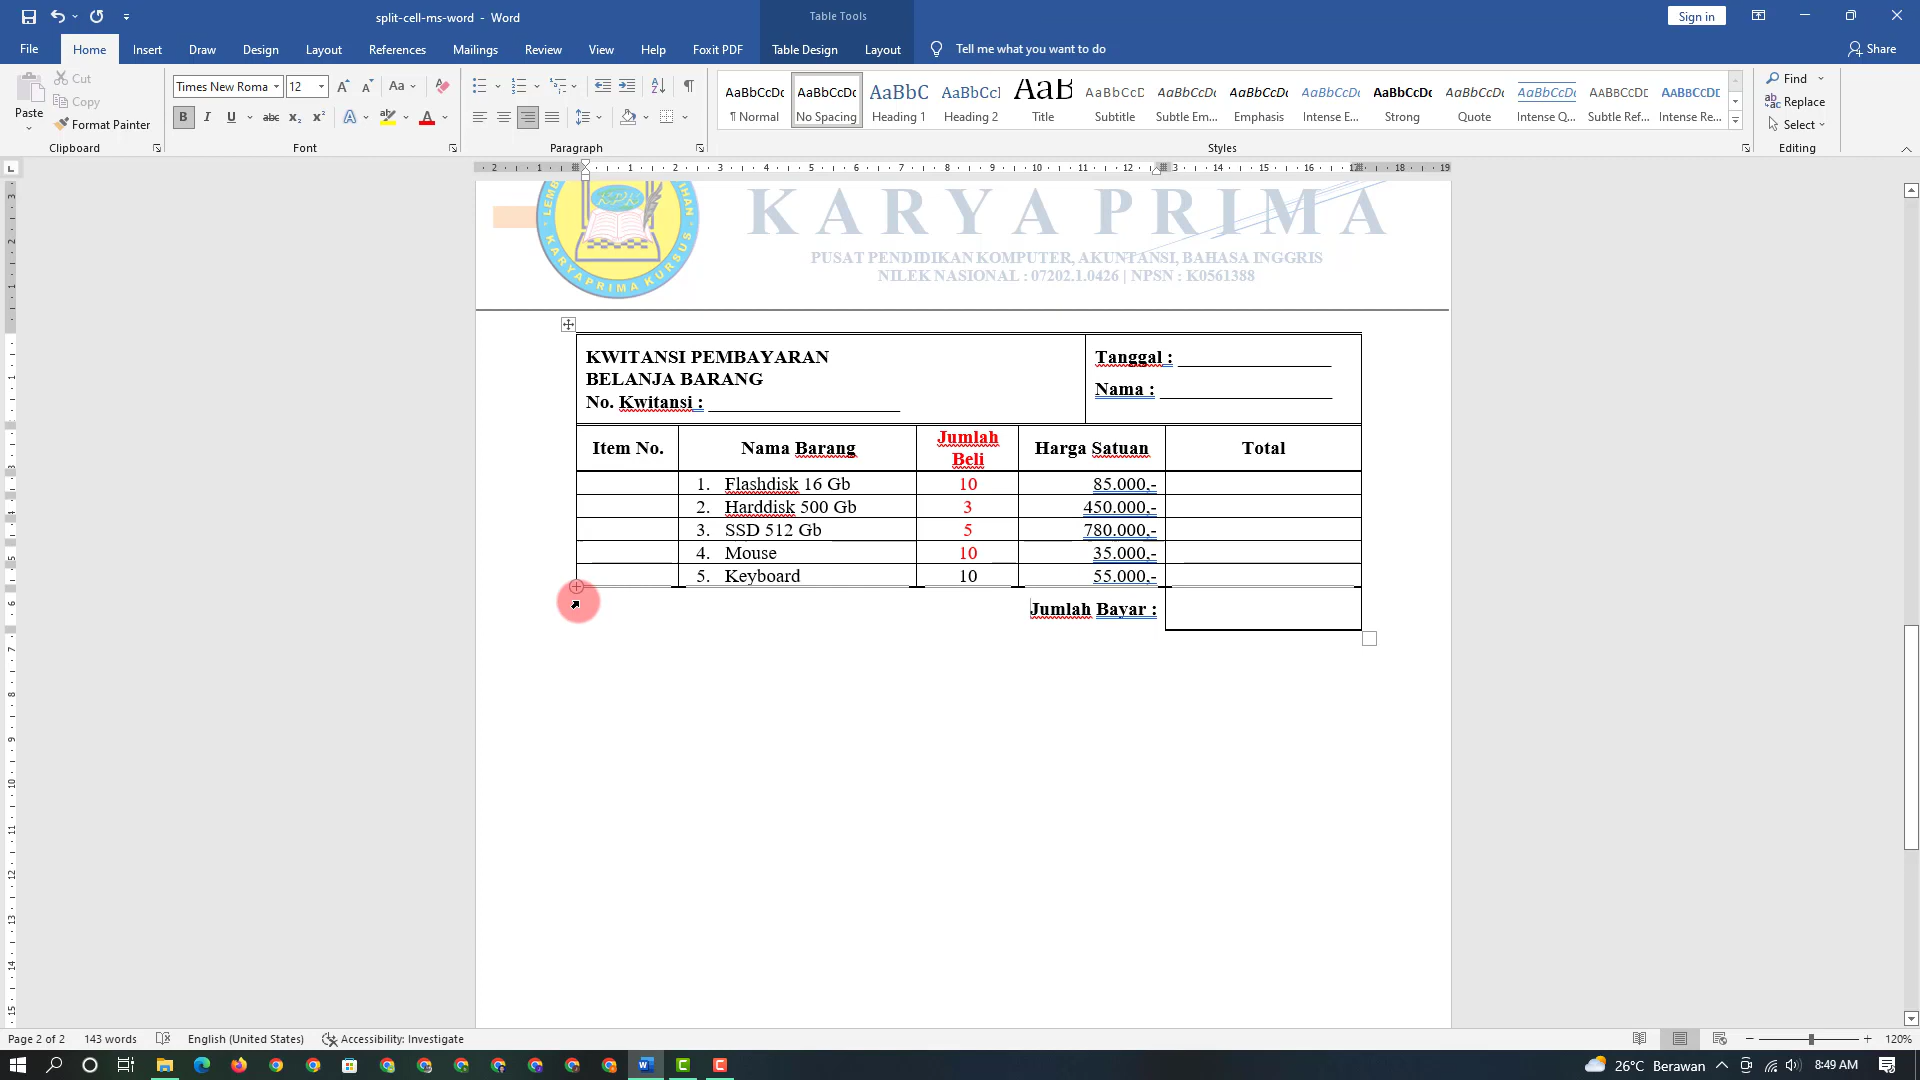 split-cell-ms-word - Word
Table Tools
Sign in
File Home Insert Draw Design Layout References Mailings Review View Help Foxit PDF Table Design Layout Tell me what you want to do Share
Paste
Cut
Copy
Format Painter
Clipboard
Times New Roma 12
Font
Paragraph
AaBbCcDc AaBbCcDc AaBbC AaBbCcI AaB AaBbCcD AaBbCcDc AaBbCcDc AaBbCcDc AaBbCcDc AaBbCcDc AaBbCcDc AABBCCDE AABBCCDE
¶ Normal No Spacing Heading 1 Heading 2 Title Subtitle Subtle Em... Emphasis Intense E... Strong Quote Intense Q... Subtle Ref... Intense Re...
Styles
Find
Replace
Select
Editing
KARYA PRIMA
PUSAT PENDIDIKAN KOMPUTER, AKUNTANSI, BAHASA INGGRIS
NILEK NASIONAL : 07202.1.0426 | NPSN : K0561388
KARYAPRIMA KURSUS
KWITANSI PEMBAYARAN
BELANJA BARANG
No. Kwitansi :
Tanggal :
Nama :
Item No. Nama Barang Jumlah Beli Harga Satuan Total
1. Flashdisk 16 Gb 10 85.000,-
2. Harddisk 500 Gb 3 450.000,-
3. SSD 512 Gb 5 780.000,-
4. Mouse 10 35.000,-
5. Keyboard 10 55.000,-
Jumlah Bayar :
Page 2 of 2 143 words English (United States) Accessibility: Investigate 120%
26°C Berawan 8:49 AM